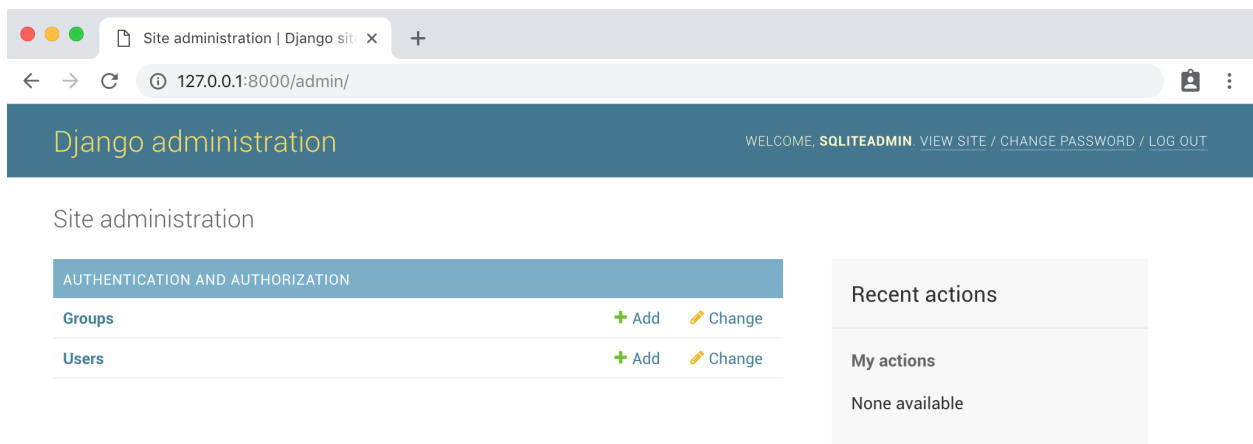 Site administration | Django sit
127.0.0.1:8000/admin/
Django administration
WELCOME, SQLITEADMIN. VIEW SITE / CHANGE PASSWORD / LOG OUT
Site administration
AUTHENTICATION AND AUTHORIZATION
Groups Add Change
Users Add Change
Recent actions
My actions
None available